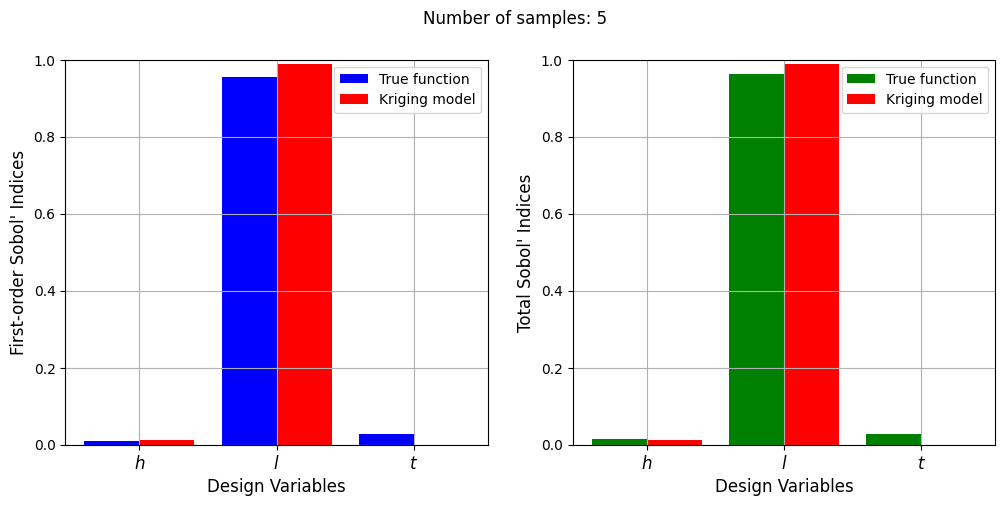 Number of samples: 5
First-order Sobol' Indices
1.0
0.8
0.6
0.4
0.2
0.0
True function
Kriging model
h
l
t
Design Variables
Total Sobol' Indices
1.0
0.8
0.6
0.4
0.2
0.0
True function
Kriging model
h
l
t
Design Variables